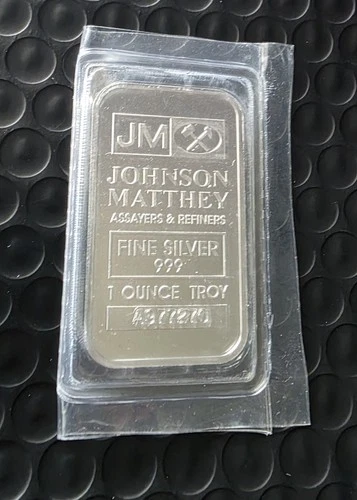 JM
JOHNSON
MATTHEY
ASSAYERS & REFINERS
FINE SILVER
999
1 OUNCE TROY